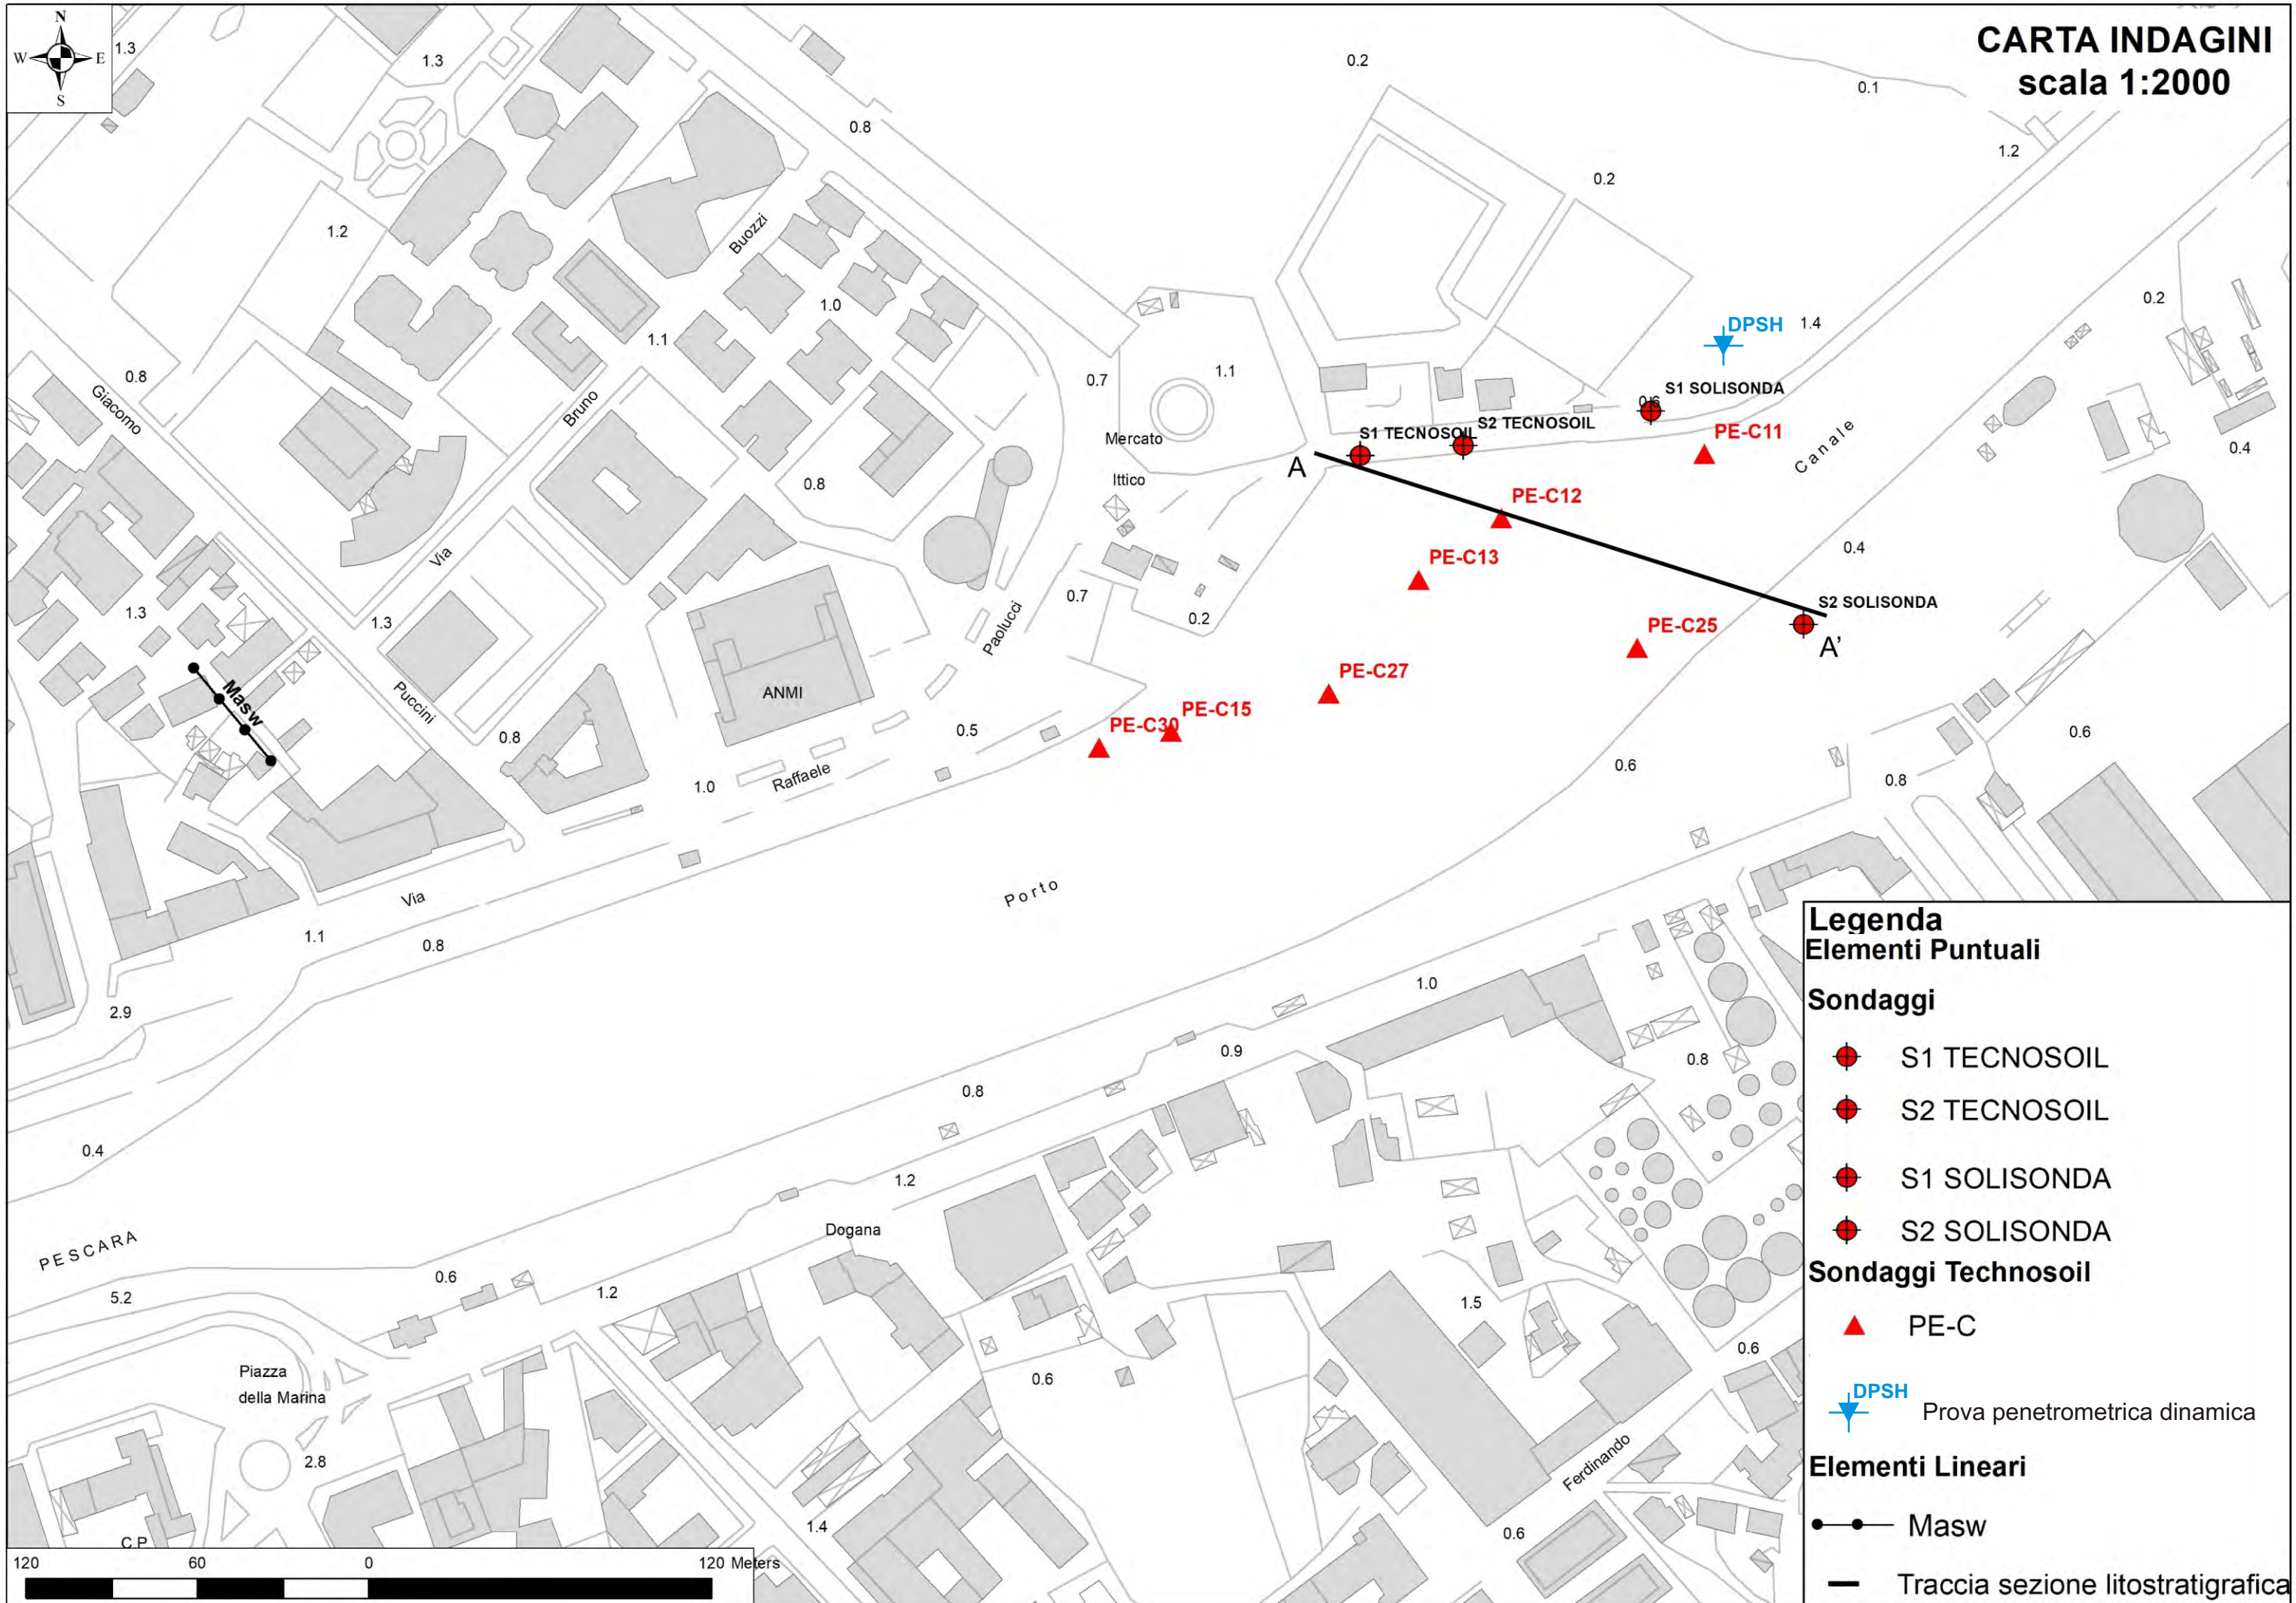 N
W E
S
CARTA INDAGINI
scala 1:2000
1.3
1.3
0.2
0.1
0.8
1.2
0.2
1.2
Buozzi
0.2
1.0
DPSH
1.4
1.1
0.8
0.7
1.1
Giacomo
S1 SOLISONDA
0.6
Bruno
S2 TECNOSOIL
S1 TECNOSOIL
PE-C11
Mercato
Canale
0.4
A
Ittico
0.8
PE-C12
Via
PE-C13
0.4
0.7
S2 SOLISONDA
1.3
1.3
0.2
Paolucci
PE-C25
A'
PE-C27
Masw
ANMI
Puccini
PE-C15
PE-C30
0.5
0.8
0.6
0.6
Raffaele
1.0
0.8
Porto
Via
1.1
0.8
1.0
2.9
0.9
0.8
0.8
0.4
1.2
Dogana
PESCARA
0.6
5.2
1.2
1.5
0.6
Piazza
della Marina
0.6
2.8
Ferdinando
1.4
0.6
C.P.
120 60 0 120 Meters
Legenda
Elementi Puntuali
Sondaggi
S1 TECNOSOIL
S2 TECNOSOIL
S1 SOLISONDA
S2 SOLISONDA
Sondaggi Technosoil
PE-C
DPSH
Prova penetrometrica dinamica
Elementi Lineari
Masw
Traccia sezione litostratigrafica